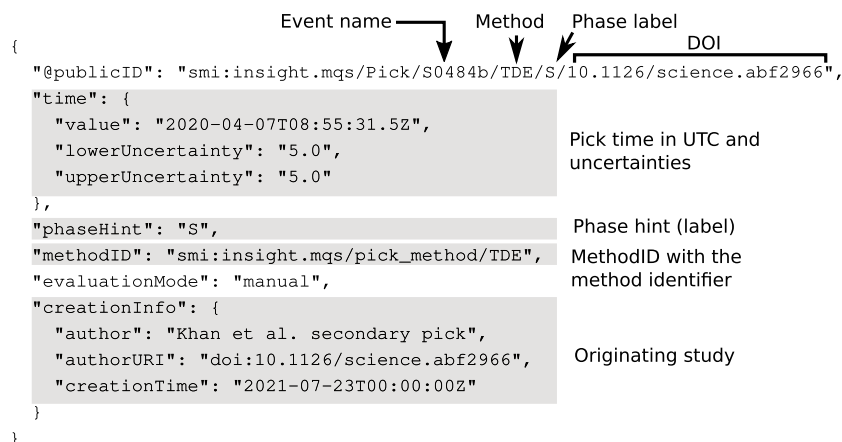 Event name Method Phase label
DOI
{
"@publicID": "smi:insight.mqs/Pick/S0484b/TDE/S/10.1126/science.abf2966",
"time": {
"value": "2020-04-07T08:55:31.5Z",
"lowerUncertainty": "5.0",
"upperUncertainty": "5.0"
},
Pick time in UTC and
uncertainties
"phaseHint": "S",
Phase hint (label)
"methodID": "smi:insight.mqs/pick_method/TDE",
MethodID with the
method identifier
"evaluationMode": "manual",
"creationInfo": {
"author": "Khan et al. secondary pick",
"authorURI": "doi:10.1126/science.abf2966",
"creationTime": "2021-07-23T00:00:00Z"
}
Originating study
}